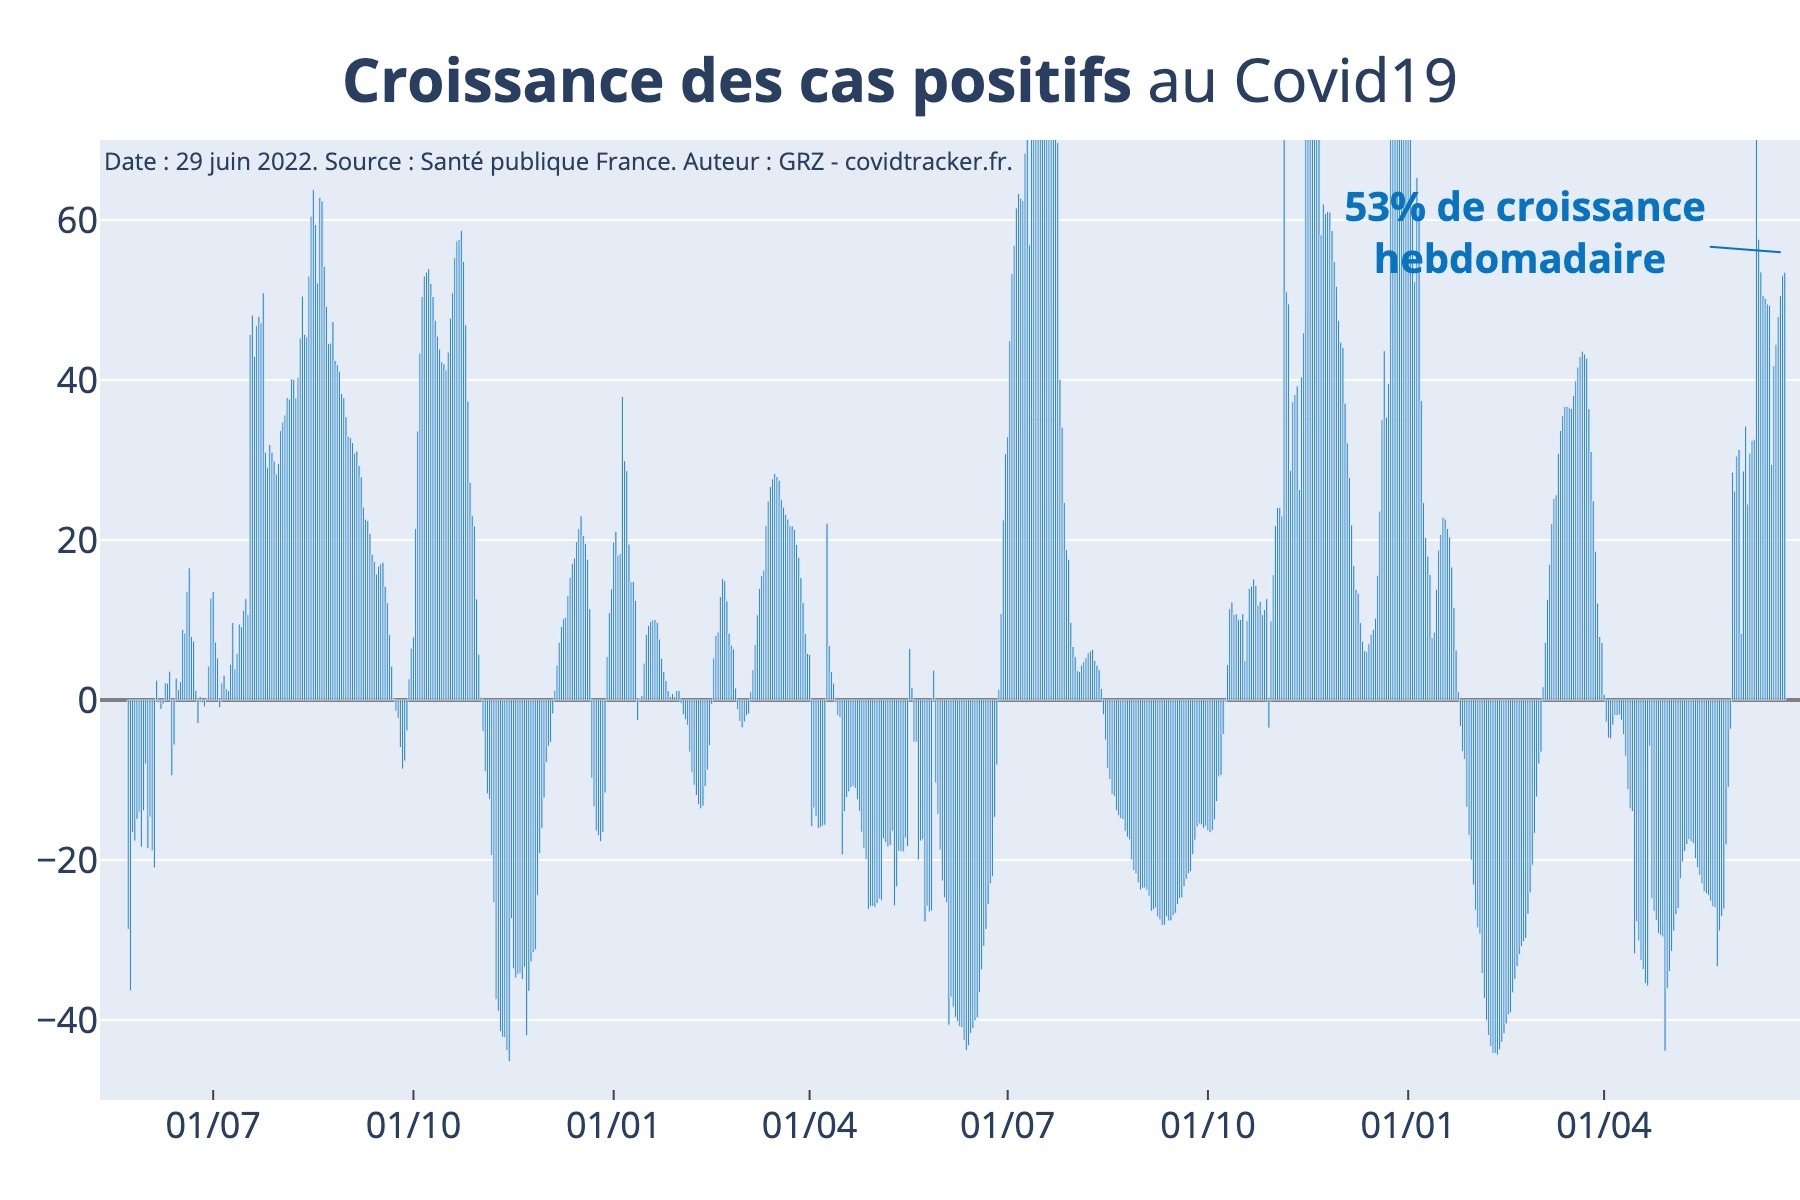 Croissance des cas positifs au Covid19
Date : 29 juin 2022. Source : Santé publique France. Auteur : GRZ - covidtracker.fr.
53% de croissance
hebdomadaire
60
40
20
0
−20
−40
01/07 01/10 01/01 01/04 01/07 01/10 01/01 01/04